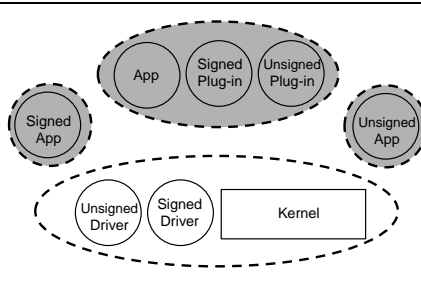 App
Signed
Plug-in
Unsigned
Plug-in
Signed
App
Unsigned
App
Unsigned
Driver
Signed
Driver
Kernel